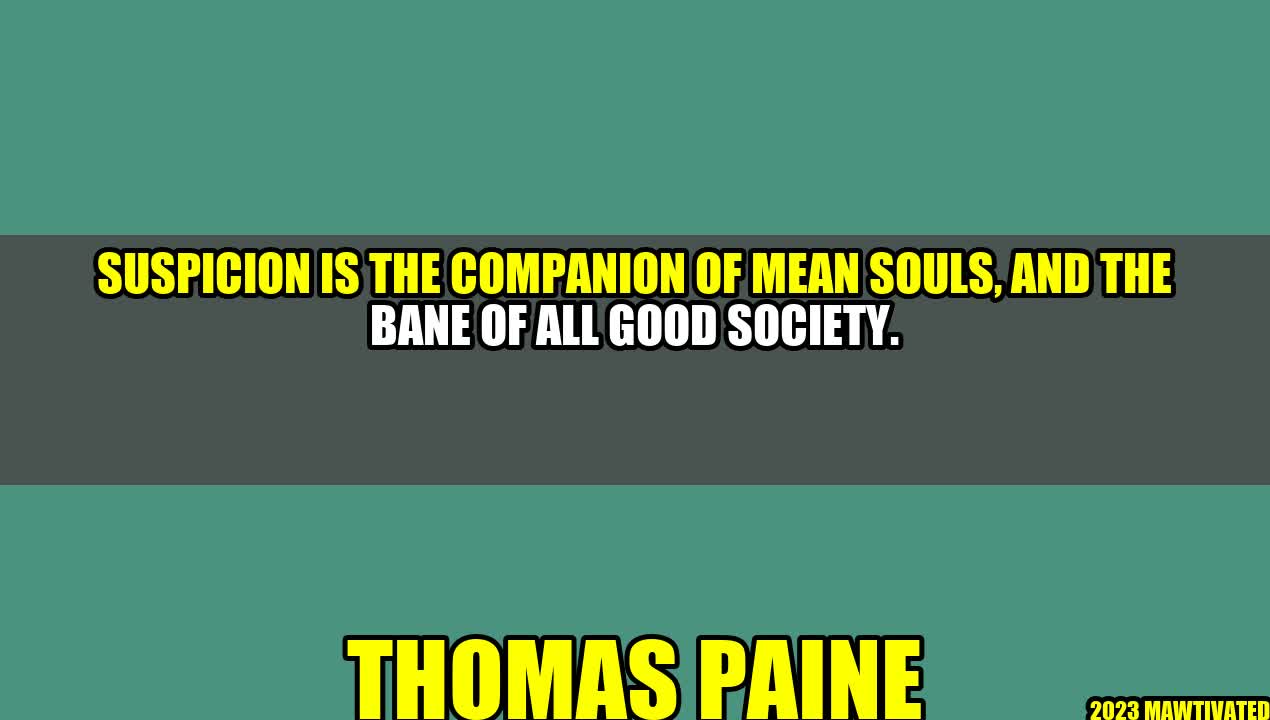 SUSPICION IS THE COMPANION OF MEAN SOULS, AND THE
BANE OF ALL GOOD SOCIETY.
THOMAS PAINE
2023 MAWTIVATED